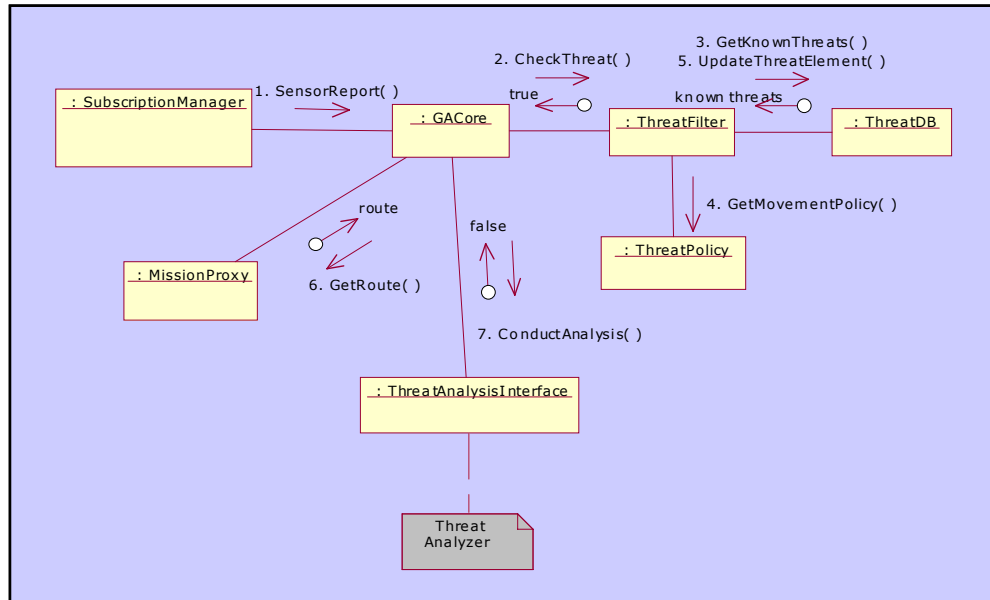 3. GetKnownThreats( )
2. CheckThreat( )
5. UpdateThreatElement( )
1. SensorReport( )
true
known threats
: SubscriptionManager
: GACore
: ThreatFilter
: ThreatDB
route
false
4. GetMovementPolicy( )
: MissionProxy
: ThreatPolicy
6. GetRoute( )
7. ConductAnalysis( )
: ThreatAnalysisInterface
Threat
Analyzer